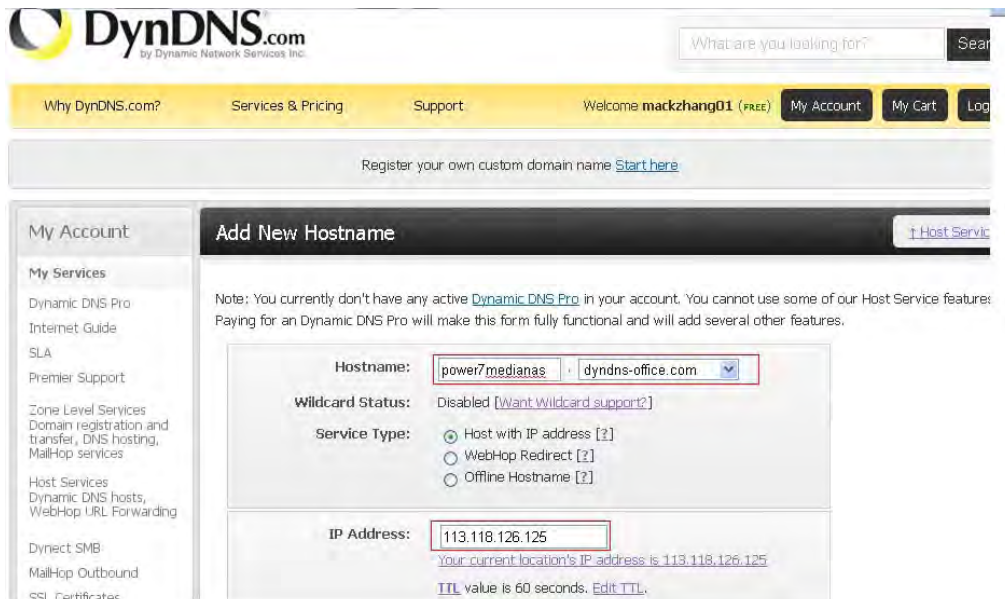 DynDNS.com
by Dynamic Network Services Inc.
What are you looking for?
Sear
Why DynDNS.com?
Services & Pricing
Support
Welcome mackzhang01 (FREE)
My Account
My Cart
Log
Register your own custom domain name Start here
My Account
My Services
Dynamic DNS Pro
Internet Guide
SLA
Premier Support
Zone Level Services
Domain registration and
transfer, DNS hosting,
MailHop services
Host Services
Dynamic DNS hosts,
WebHop URL Forwarding
Dynect SMB
MailHop Outbound
SSL Certificates
Add New Hostname
↑ Host Servic
Note: You currently don't have any active Dynamic DNS Pro in your account. You cannot use some of our Host Service features
Paying for an Dynamic DNS Pro will make this form fully functional and will add several other features.
Hostname: power7medianas . dyndns-office.com
Wildcard Status: Disabled [Want Wildcard support?]
Service Type: Host with IP address [?]
WebHop Redirect [?]
Offline Hostname [?]
IP Address: 113.118.126.125
Your current location's IP address is 113.118.126.125
TTL value is 60 seconds. Edit TTL.